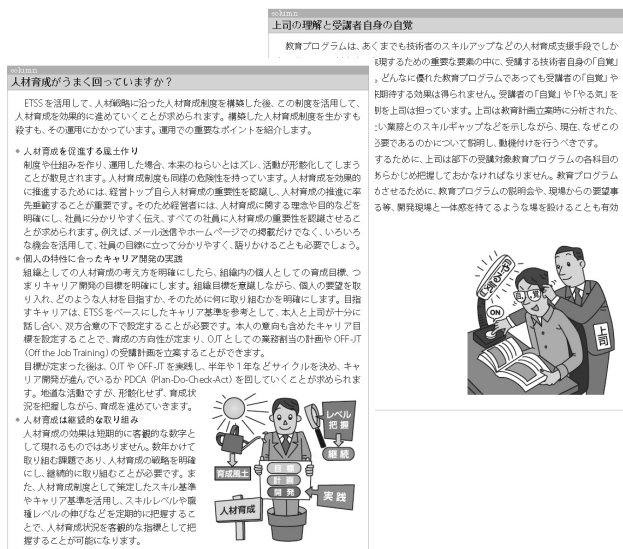 column
上司の理解と受講者自身の自覚
教育プログラムは、あくまでも技術者のスキルアップなどの人材育成支援手段でしか
現するための重要な要素の中に、受講する技術者自身の「自覚」
。どんなに優れた教育プログラムであっても受講者の「自覚」や
期待する効果は得られません。受講者の「自覚」や「やる気」を
割を上司は担っています。上司は教育計画立案時に分析された、
い業務とのスキルギャップなどを示しながら、現在、なぜこの
必要であるのかについて説明し、動機付けを行うべきです。
するために、上司は部下の受講対象教育プログラムの各科目の
あらかじめ把握しておかなければなりません。教育プログラム
めさせるために、教育プログラムの説明会や、現場からの要望事
る等、開発現場と一体感を持てるような場を設けることも有効
ON
自
覚
上司
column
人材育成がうまく回っていますか？
ETSSを活用して、人材戦略に沿った人材育成制度を構築した後、この制度を活用して、
人材育成を効果的に進めていくことが求められます。構築した人材育成制度を生かすも
殺すも、その運用にかかっています。運用での重要なポイントを紹介します。
● 人材育成を促進する風土作り
制度や仕組みを作り、運用した場合、本来のねらいとはズレ、活動が形骸化してしまう
ことが散見されます。人材育成制度も同様の危険性を持っています。人材育成を効果的
に推進するためには、経営トップ自ら人材育成の重要性を認識し、人材育成の推進に率
先垂範することが重要です。そのため経営者には、人材育成に関する理念や目的などを
明確にし、社員に分かりやすく伝え、すべての社員に人材育成の重要性を認識させるこ
とが求められます。例えば、メール送信やホームページでの掲載だけでなく、いろいろ
な機会を活用して、社員の目線に立って分かりやすく、語りかけることも必要でしょう。
● 個人の特性に合ったキャリア開発の実践
組織としての人材育成の考え方を明確にしたら、組織内の個人としての育成目標、つ
まりキャリア開発の目標を明確にします。組織目標を意識しながら、個人の要望を取
り入れ、どのような人材を目指すか、そのために何に取り組むかを明確にします。目指
すキャリアは、ETSSをベースにしたキャリア基準を参考として、本人と上司が十分に
話し合い、双方合意の下で設定することが必要です。本人の意向も含めたキャリア目
標を設定することで、育成の方向性が定まり、OJTとしての業務割当の計画やOFF-JT
(Off the Job Training)の受講計画を立案することができます。
目標が定まった後は、OJTやOFF-JTを実践し、半年や1年などサイクルを決め、キャ
リア開発が進んでいるかPDCA（Plan-Do-Check-Act）を回していくことが求められま
す。地道な活動ですが、形骸化せず、育成状
況を把握しながら、育成を進めていきます。
● 人材育成は継続的な取り組み
人材育成の効果は短期的に客観的な数字と
して現れるものではありません。数年かけて
取り組む課題であり、人材育成の戦略を明確
にし、継続的に取り組むことが必要です。ま
た、人材育成制度として策定したスキル基準
やキャリア基準を活用し、スキルレベルや職
種レベルの伸びなどを定期的に把握するこ
とで、人材育成状況を客観的な指標として把
握することが可能になります。
レベル
把握
継続
育成風土
目標
計画
開発
実践
人材育成